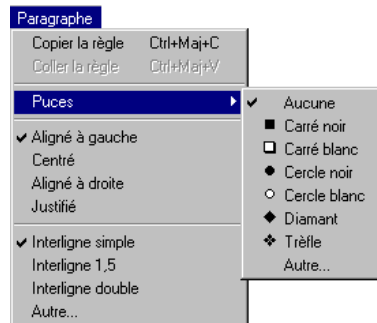 Paragraphe
Copier la règle Ctrl+Maj+C
Coller la règle Ctrl+Maj+V
Puces
Aligné à gauche
Centré
Aligné à droite
Justifié
Interligne simple
Interligne 1,5
Interligne double
Autre...
Aucune
Carré noir
Carré blanc
Cercle noir
Cercle blanc
Diamant
Trèfle
Autre...